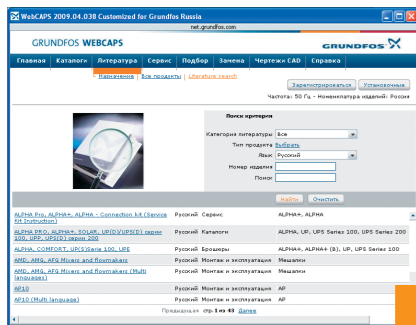 WebCAPS 2009.04.038 Customized for Grundfos Russia
net.grundfos.com
GRUNDFOS WEBCAPS
GRUNDFOS
Главная Каталоги Литература Сервис Подбор Замена Чертежи CAD Справка
Назначение | Все продукты | Literature search
Зарегистрироваться Установочные
Частота: 50 Гц - Номенклатура изделий: Россия
Поиск критерия
Категория литературы Все
Тип продукта Выбрать
Язык Русский
Номер изделия
Поиск
Найти Очистить
ALPHA Pro, ALPHA+, ALPHA - Connection kit (Service Русский Сервис ALPHA+, ALPHA
Kit Instruction)
ALPHA PRO, ALPHA+, SOLAR, UP(D)/UPS(D) серии Русский Каталоги ALPHA, UP, UPS Series 100, UPS Series
100, UPP, UPS(D) серии 200 200
ALPHA, COMFORT, UP(S)Serie 100, UPE Русский Брошюры ALPHA+, ALPHA+ (B), UP, UPS Series 100
AMD, AMG, AFG Mixers and flowmakers Русский Монтаж и эксплуатация Мешалки
AMD, AMG, AFG Mixers and flowmakers (Multi Русский Монтаж и эксплуатация Мешалки
languages)
AP10 Русский Монтаж и эксплуатация AP
AP10 (Multi language) Русский Монтаж и эксплуатация AP
Предыдущая стр. 1 из 43 Далее